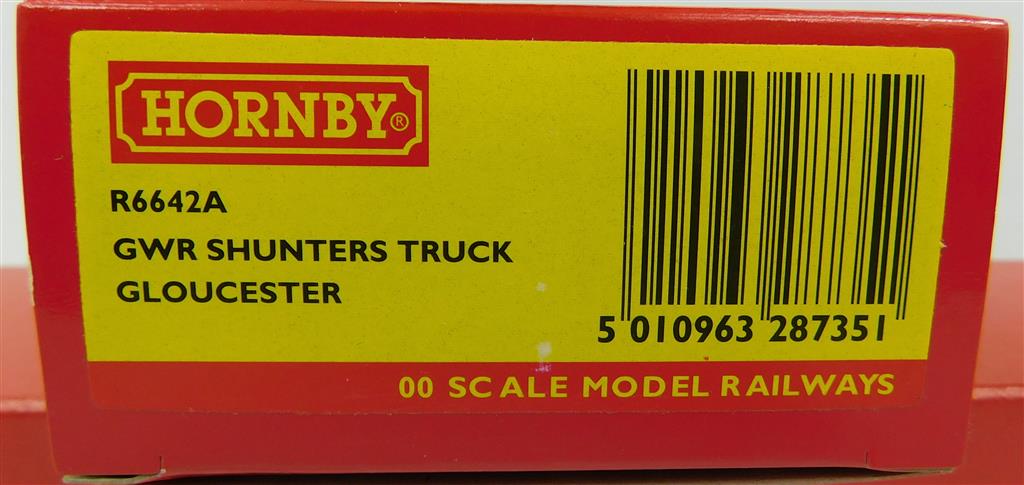 HORNBY®
R6642A
GWR SHUNTERS TRUCK
GLOUCESTER
5 010963 287351
00 SCALE MODEL RAILWAYS